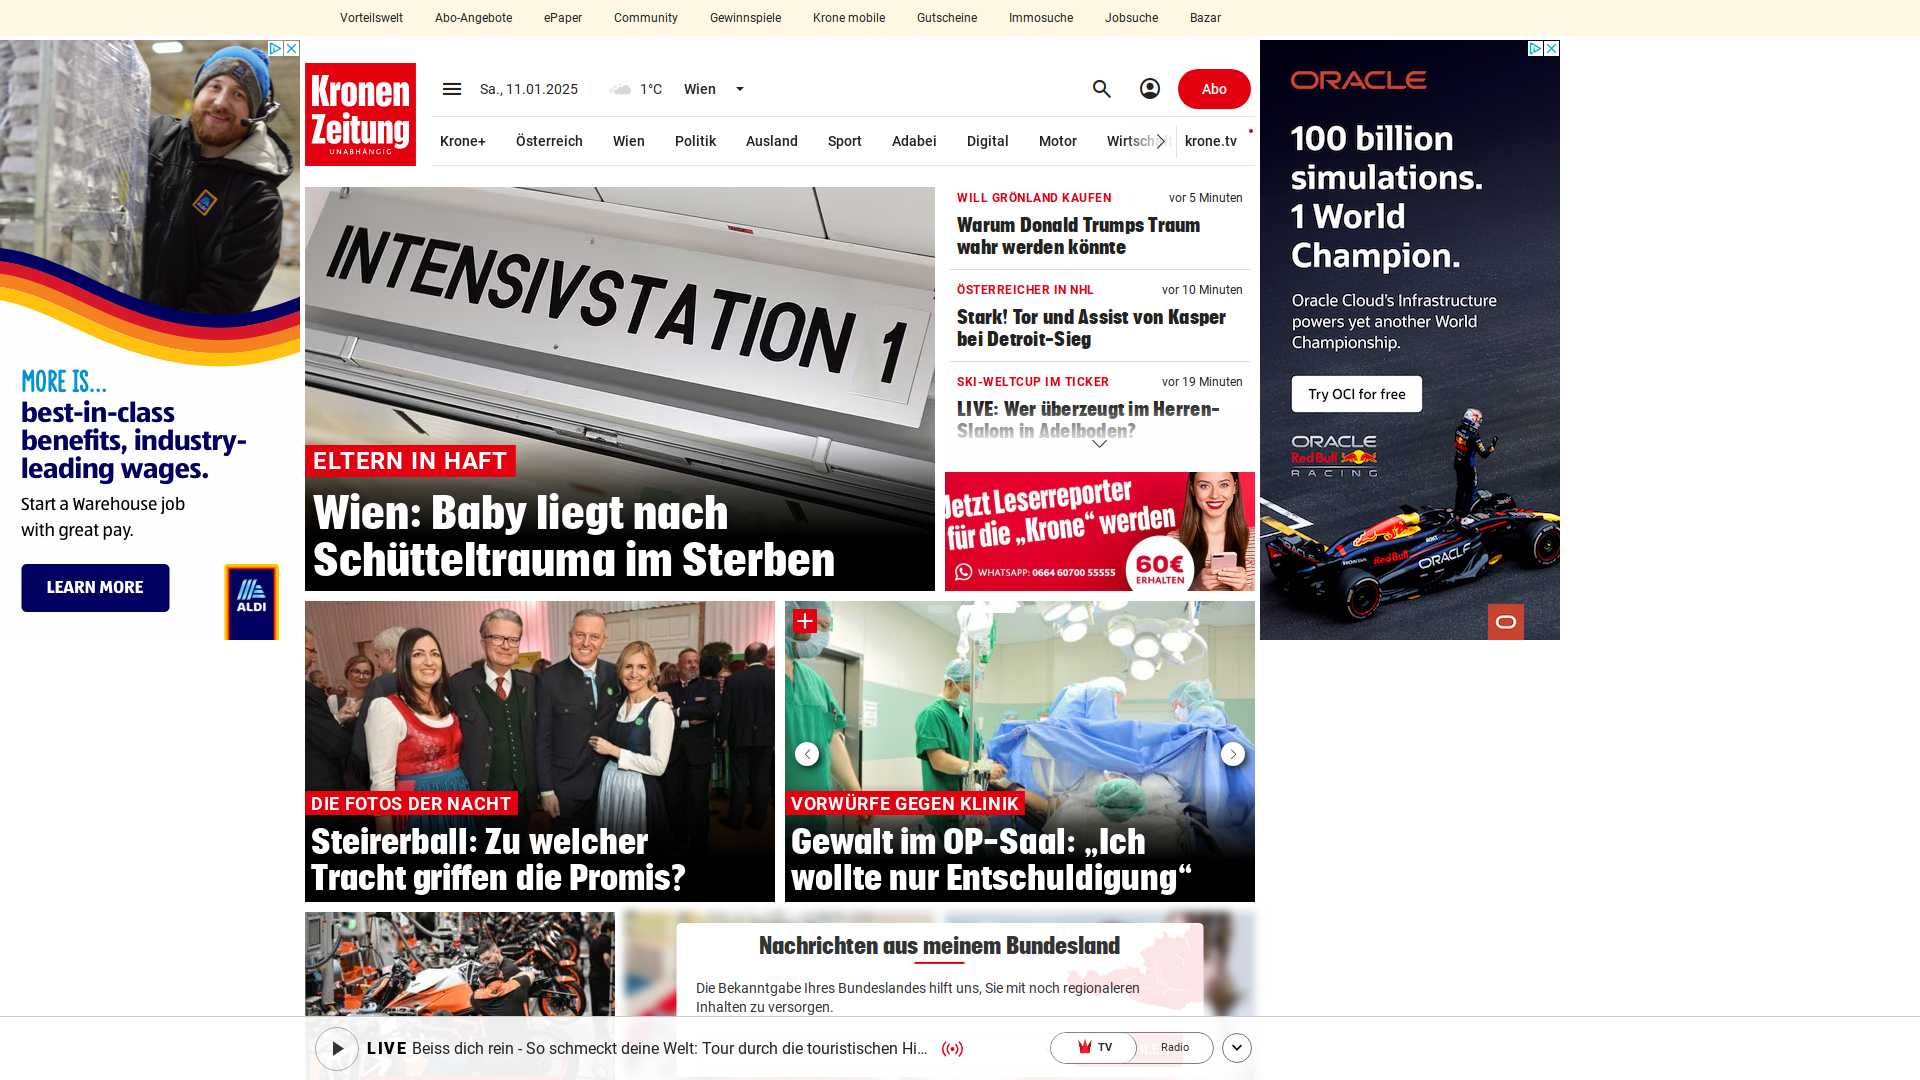 Vorteilswelt
Abo-Angebote
ePaper
Community
Gewinnspiele
Krone mobile
Gutscheine
Immosuche
Jobsuche
Bazar
Kronen
Zeitung
UNABHÄNGIG
Sa., 11.01.2025
1°C
Wien
Abo
Krone+
Österreich
Wien
Politik
Ausland
Sport
Adabei
Digital
Motor
krone.tv
INTENSIVSTATION 1
ELTERN IN HAFT
Wien: Baby liegt nach
Schütteltrauma im Sterben
WILL GRÖNLAND KAUFEN
vor 5 Minuten
Warum Donald Trumps Traum
wahr werden könnte
ÖSTERREICHER IN NHL
vor 10 Minuten
Stark! Tor und Assist von Kasper
bei Detroit-Sieg
SKI-WELTCUP IM TICKER
vor 19 Minuten
LIVE: Wer überzeugt im Herren-
Slalom in Adelboden?
Jetzt Leserreporter
für die „Krone“ werden
WHATSAPP: 0664 60700 55555
60€
ERHALTEN
DIE FOTOS DER NACHT
Steirerball: Zu welcher
Tracht griffen die Promis?
VORWÜRFE GEGEN KLINIK
Gewalt im OP-Saal: „Ich
wollte nur Entschuldigung“
Nachrichten aus meinem Bundesland
Die Bekanntgabe Ihres Bundeslandes hilft uns, Sie mit noch regionaleren
Inhalten zu versorgen.
LIVE Beiss dich rein - So schmeckt deine Welt: Tour durch die touristischen Hi...
TV
Radio
MORE IS...
best-in-class
benefits, industry-
leading wages.
Start a Warehouse job
with great pay.
LEARN MORE
ALDI
ORACLE
100 billion
simulations.
1 World
Champion.
Oracle Cloud's Infrastructure
powers yet another World
Championship.
Try OCI for free
ORACLE
Red Bull
RACING
Red Bull
ORACLE